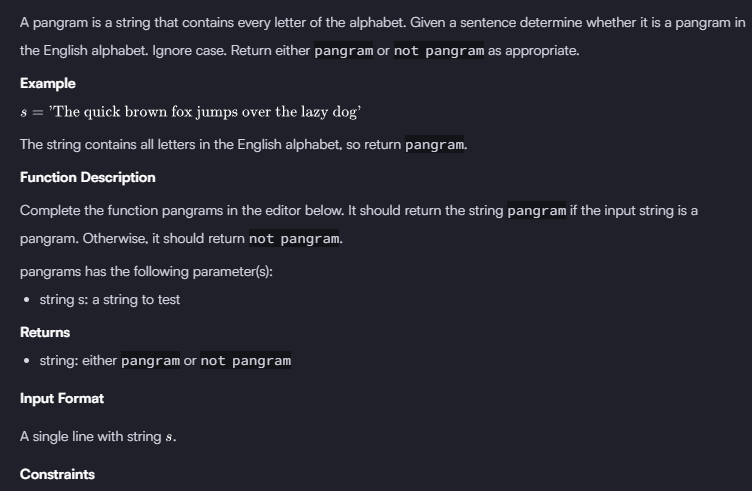 A pangram is a string that contains every letter of the alphabet. Given a sentence determine whether it is a pangram in
the English alphabet. Ignore case. Return either pangram or not pangram as appropriate.
Example
s = 'The quick brown fox jumps over the lazy dog'
The string contains all letters in the English alphabet, so return pangram.
Function Description
Complete the function pangrams in the editor below. It should return the string pangram if the input string is a
pangram. Otherwise, it should return not pangram.
pangrams has the following parameter(s):
• string s: a string to test
Returns
• string: either pangram or not pangram
Input Format
A single line with string s.
Constraints